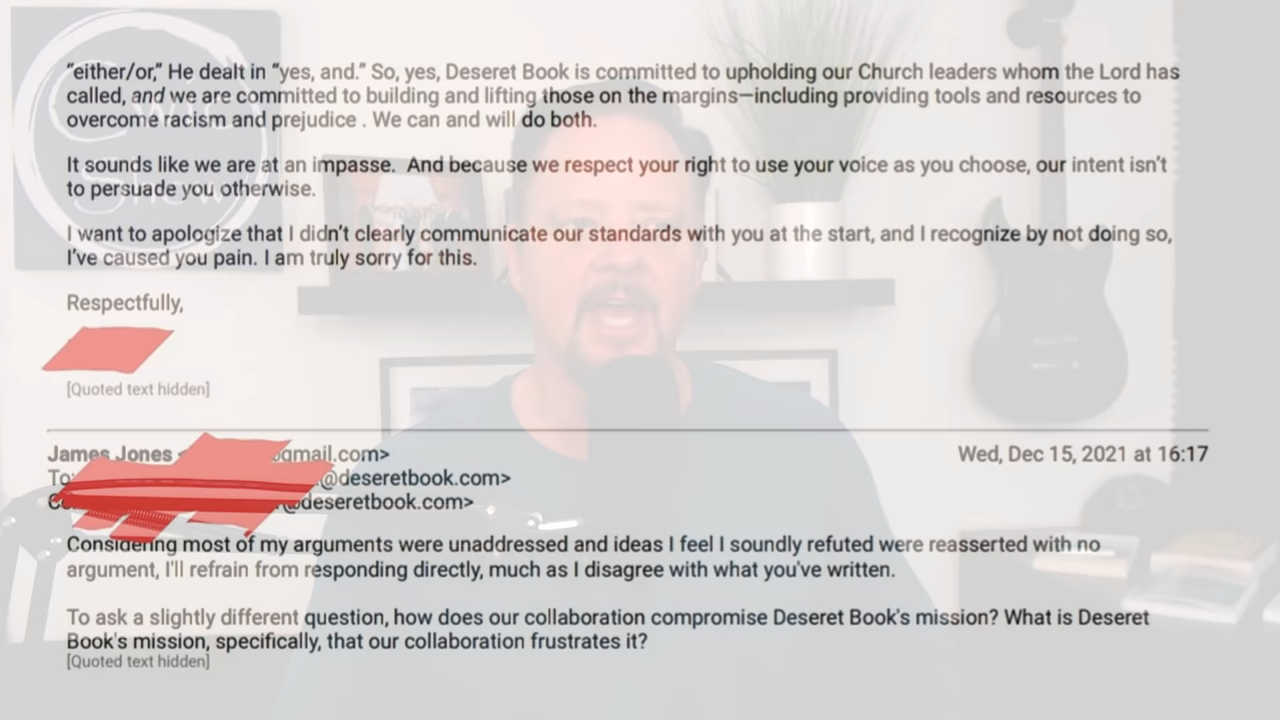 "either/or," He dealt in "yes, and." So, yes, Deseret Book is committed to upholding our Church leaders whom the Lord has
called, and we are committed to building and lifting those on the margins—including providing tools and resources to
overcome racism and prejudice . We can and will do both.
It sounds like we are at an impasse. And because we respect your right to use your voice as you choose, our intent isn't
to persuade you otherwise.
I want to apologize that I didn't clearly communicate our standards with you at the start, and I recognize by not doing so,
I've caused you pain. I am truly sorry for this.
Respectfully,
[Quoted text hidden]
James Jones < gmail.com>
Wed, Dec 15, 2021 at 16:17
To: @deseretbook.com>
@deseretbook.com>
Considering most of my arguments were unaddressed and ideas I feel I soundly refuted were reasserted with no
argument, I'll refrain from responding directly, much as I disagree with what you've written.
To ask a slightly different question, how does our collaboration compromise Deseret Book's mission? What is Deseret
Book's mission, specifically, that our collaboration frustrates it?
[Quoted text hidden]
CWIC
Show